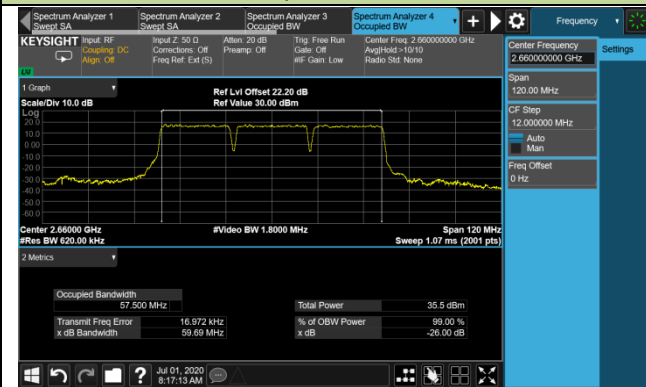 Spectrum Analyzer 1
Swept SA
Spectrum Analyzer 2
Swept SA
Spectrum Analyzer 3
Occupied BW
Spectrum Analyzer 4
Occupied BW
Frequency
KEYSIGHT
Input: RF
Coupling: DC
Align: Off
Input Z: 50 Ω
Corrections: Off
Freq Ref: Ext (S)
Atten: 20 dB
Preamp: Off
Trig: Free Run
Gate: Off
#IF Gain: Low
Center Freq: 2.660000000 GHz
Avg|Hold:>10/10
Radio Std: None
Center Frequency
2.660000000 GHz
Settings
Span
120.00 MHz
CF Step
12.000000 MHz
Auto
Man
Freq Offset
0 Hz
1 Graph
Scale/Div 10.0 dB
Ref Lvl Offset 22.20 dB
Ref Value 30.00 dBm
Log
20.0
10.0
0.00
-10.0
-20.0
-30.0
-40.0
-50.0
-60.0
Center 2.66000 GHz
#Res BW 620.00 kHz
#Video BW 1.8000 MHz
Span 120 MHz
Sweep 1.07 ms (2001 pts)
2 Metrics
Occupied Bandwidth
57.500 MHz
Total Power 35.5 dBm
Transmit Freq Error 16.972 kHz
% of OBW Power 99.00 %
x dB Bandwidth 59.69 MHz
x dB -26.00 dB
Jul 01, 2020
8:17:13 AM